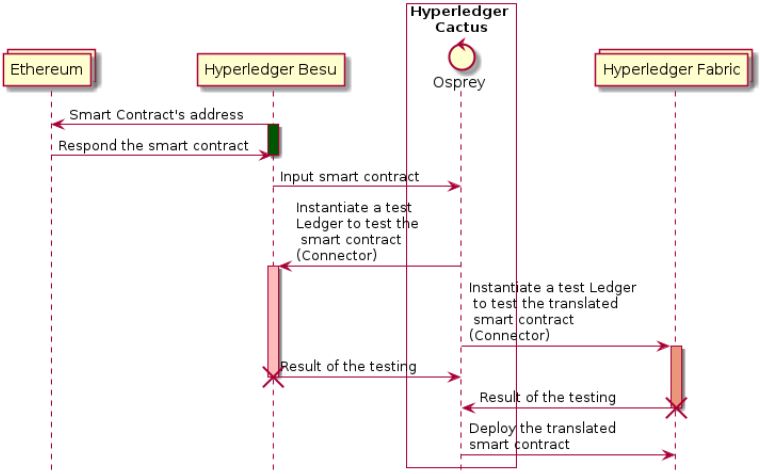 Hyperledger
Cactus
Ethereum
Hyperledger Besu
Osprey
Hyperledger Fabric
Smart Contract's address
Respond the smart contract
Input smart contract
Instantiate a test
Ledger to test the
smart contract
(Connector)
Instantiate a test Ledger
to test the translated
smart contract
(Connector)
Result of the testing
Result of the testing
Deploy the translated
smart contract